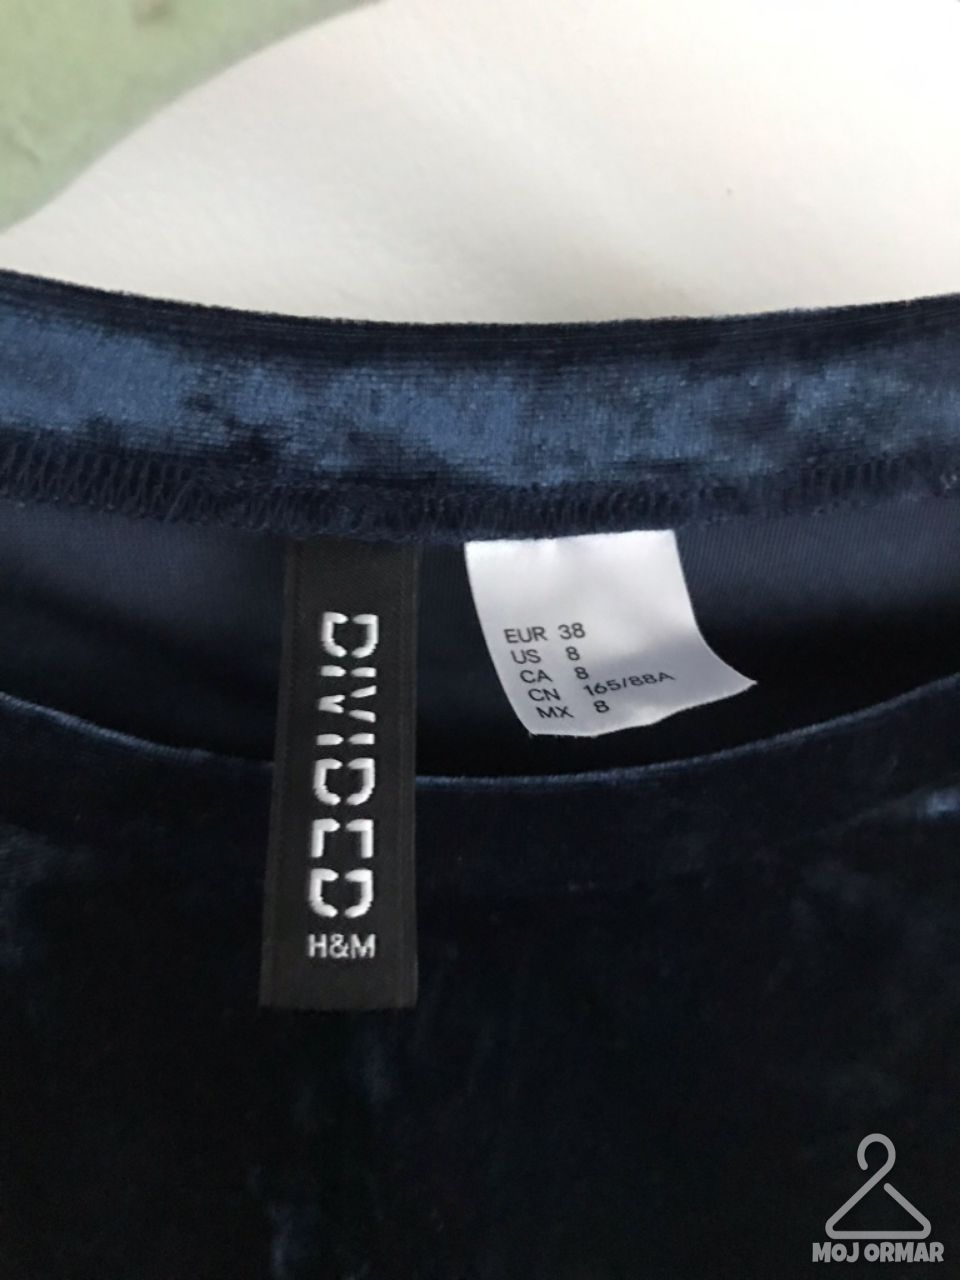 DIVIDED
H&M
EUR 38
US 8
CA 8
CN 165/88A
MX 8
MOJ ORMAR